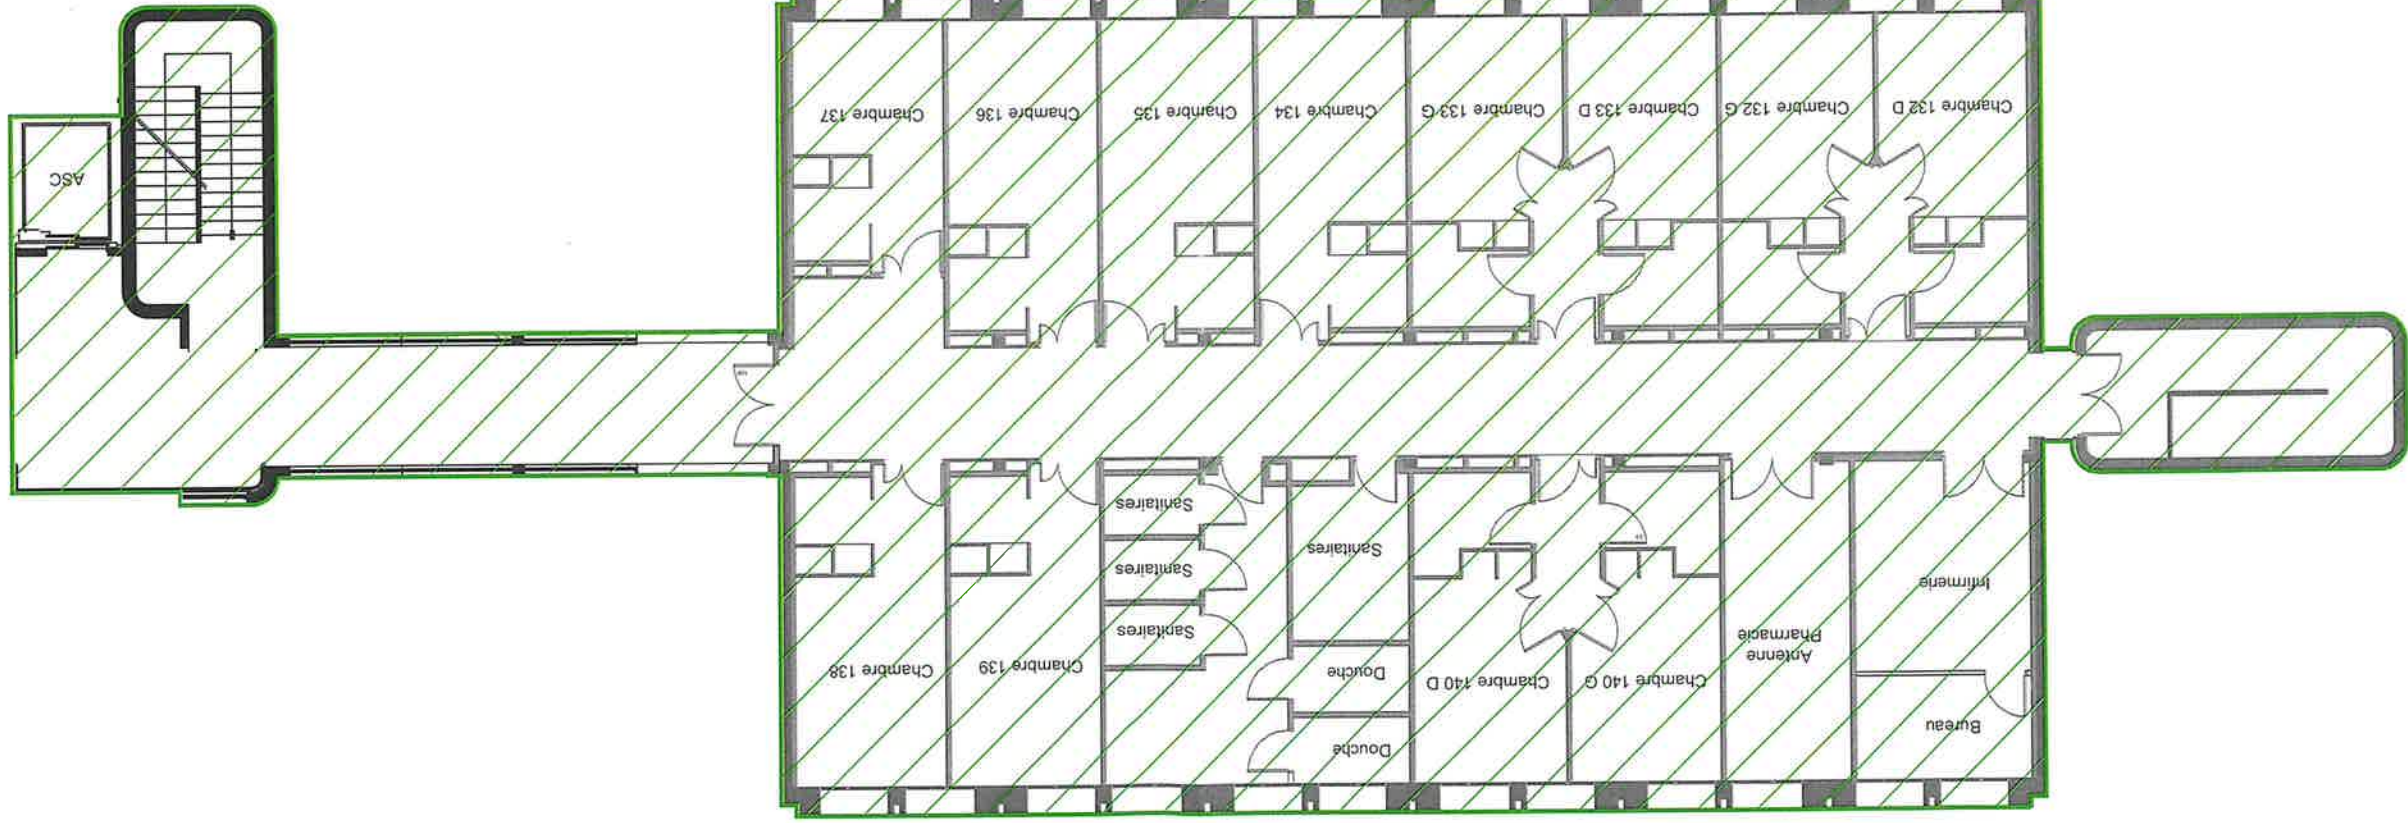 Bureau
Infirmerie
Antenne
Pharmacie
Chambre 140 G
Chambre 140 D
Douche
Douche
Sanitaires
Sanitaires
Sanitaires
Sanitaires
Chambre 139
Chambre 138
Chambre 132 D
Chambre 132 G
Chambre 133 D
Chambre 133 G
Chambre 134
Chambre 135
Chambre 136
Chambre 137
ASC